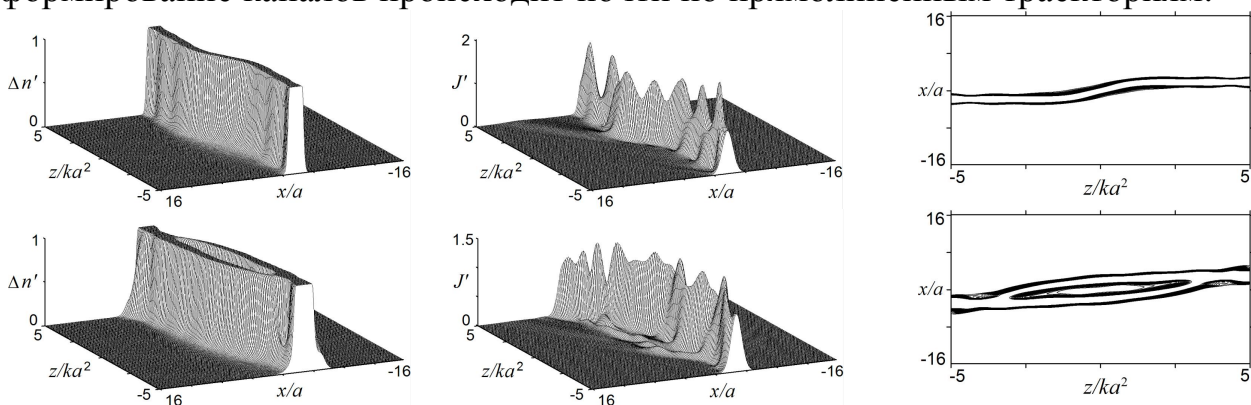 формирование каналов происходит почти по прямолинейным траекториям.
1
Δn′
0
5
z/ka²
-5
16
x/a
-16
2
J′
1
0
5
z/ka²
-5
16
x/a
-16
16
x/a
-16
-5
z/ka²
5
1
Δn′
0
5
z/ka²
-5
16
x/a
-16
1.5
J′
0
5
z/ka²
-5
16
x/a
-16
16
x/a
-16
-5
z/ka²
5